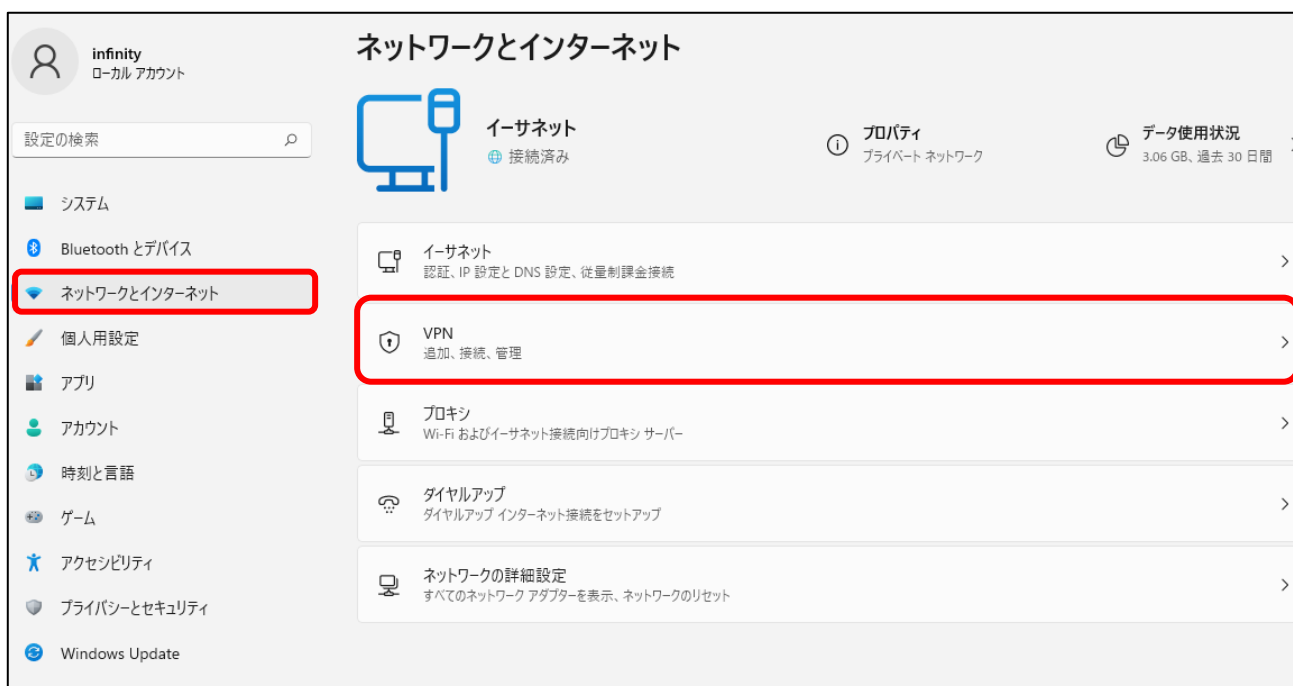 infinity
ローカル アカウント
設定の検索
システム
Bluetooth とデバイス
ネットワークとインターネット
個人用設定
アプリ
アカウント
時刻と言語
ゲーム
アクセシビリティ
プライバシーとセキュリティ
Windows Update
ネットワークとインターネット
イーサネット
接続済み
プロパティ
プライベート ネットワーク
データ使用状況
3.06 GB、過去 30 日間
イーサネット
認証、IP 設定と DNS 設定、従量制課金接続
VPN
追加、接続、管理
プロキシ
Wi-Fi およびイーサネット接続向けプロキシ サーバー
ダイヤルアップ
ダイヤルアップ インターネット接続をセットアップ
ネットワークの詳細設定
すべてのネットワーク アダプターを表示、ネットワークのリセット